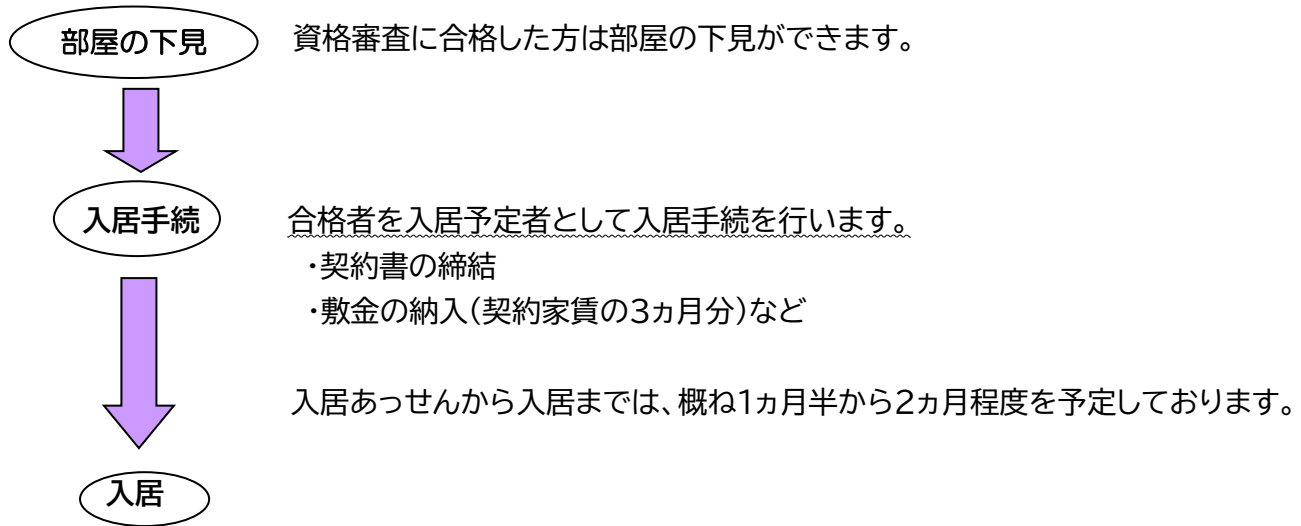 部屋の下見
資格審査に合格した方は部屋の下見ができます。
入居手続
合格者を入居予定者として入居手続を行います。
・契約書の締結
・敷金の納入(契約家賃の3ヵ月分)など
入居あっせんから入居までは、概ね1ヵ月半から2ヵ月程度を予定しております。
入居